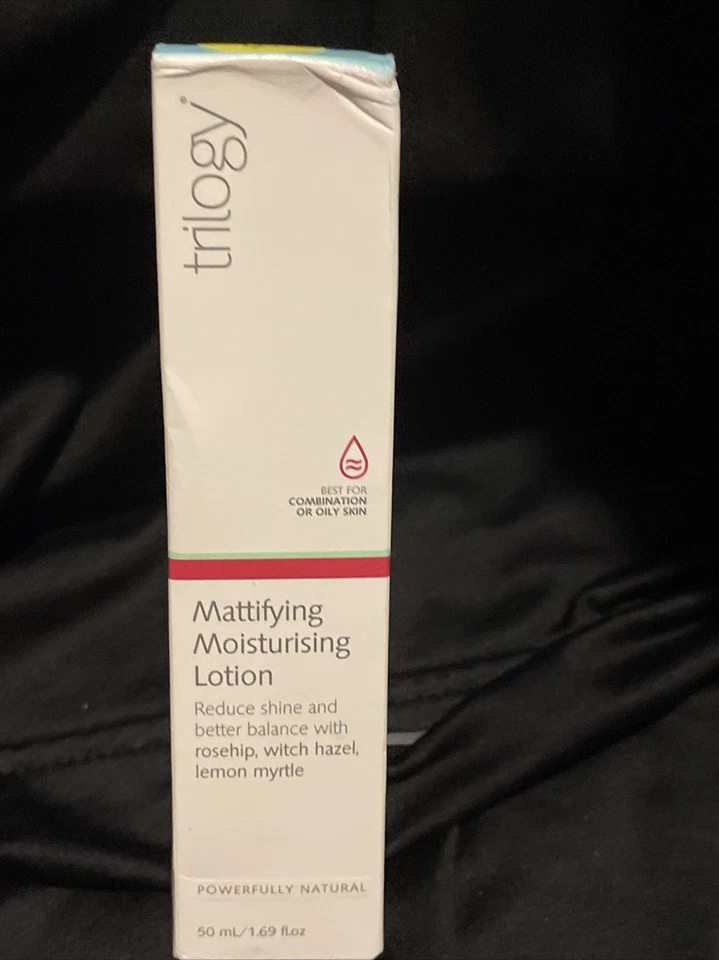 trilogy
BEST FOR
COMBINATION
OR OILY SKIN
Mattifying
Moisturising
Lotion
Reduce shine and
better balance with
rosehip, witch hazel,
lemon myrtle
POWERFULLY NATURAL
50 mL/1.69 fl.oz